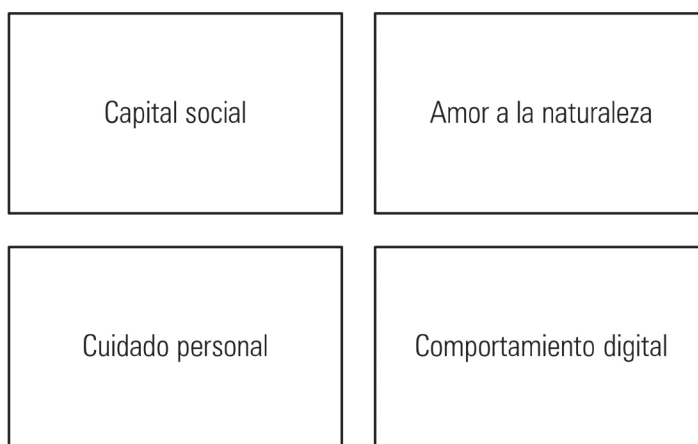 Capital social
Amor a la naturaleza
Cuidado personal
Comportamiento digital